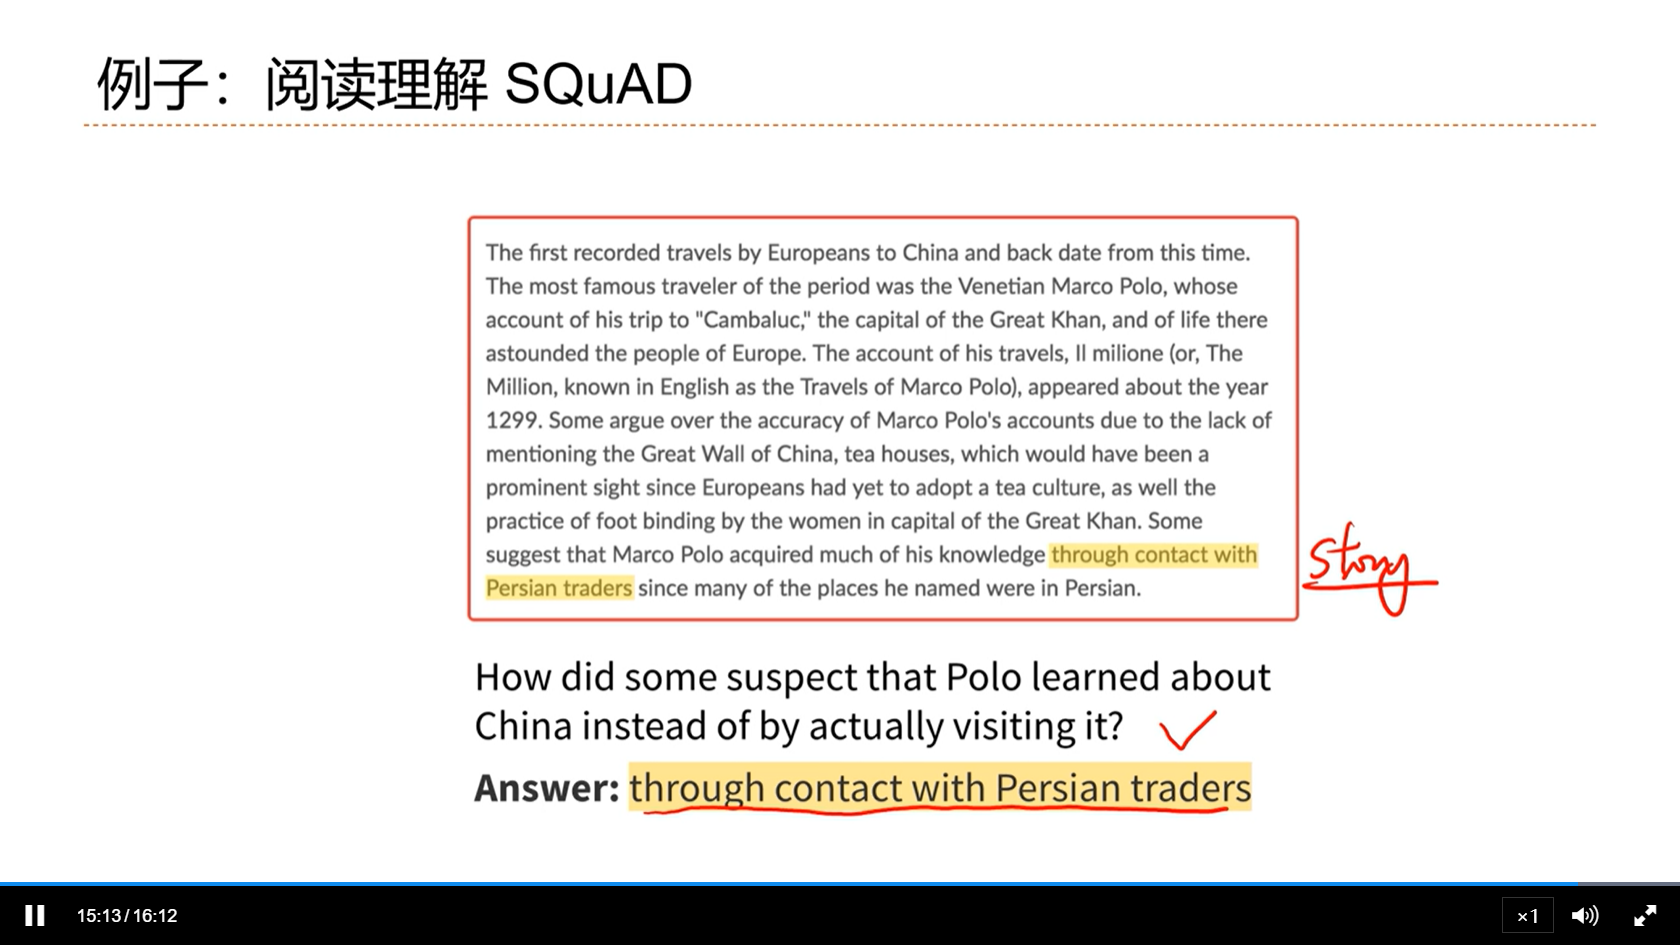 例子：阅读理解 SQuAD
The first recorded travels by Europeans to China and back date from this time.
The most famous traveler of the period was the Venetian Marco Polo, whose
account of his trip to "Cambaluc," the capital of the Great Khan, and of life there
astounded the people of Europe. The account of his travels, Il milione (or, The
Million, known in English as the Travels of Marco Polo), appeared about the year
1299. Some argue over the accuracy of Marco Polo's accounts due to the lack of
mentioning the Great Wall of China, tea houses, which would have been a
prominent sight since Europeans had yet to adopt a tea culture, as well the
practice of foot binding by the women in capital of the Great Khan. Some
suggest that Marco Polo acquired much of his knowledge through contact with
Persian traders since many of the places he named were in Persian.
story
How did some suspect that Polo learned about
China instead of by actually visiting it?
Answer: through contact with Persian traders
15:13/16:12
×1